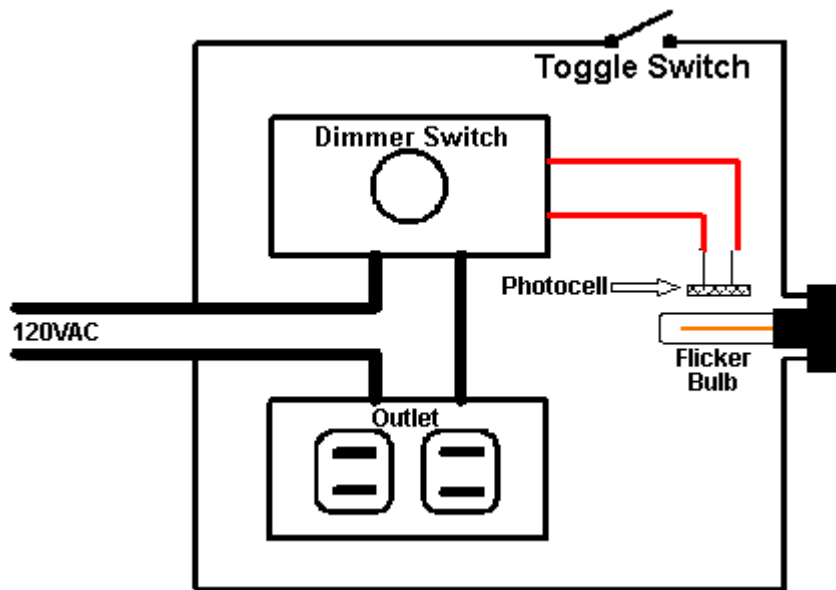 Toggle Switch
Dimmer Switch
Photocell
120VAC
Flicker
Bulb
Outlet